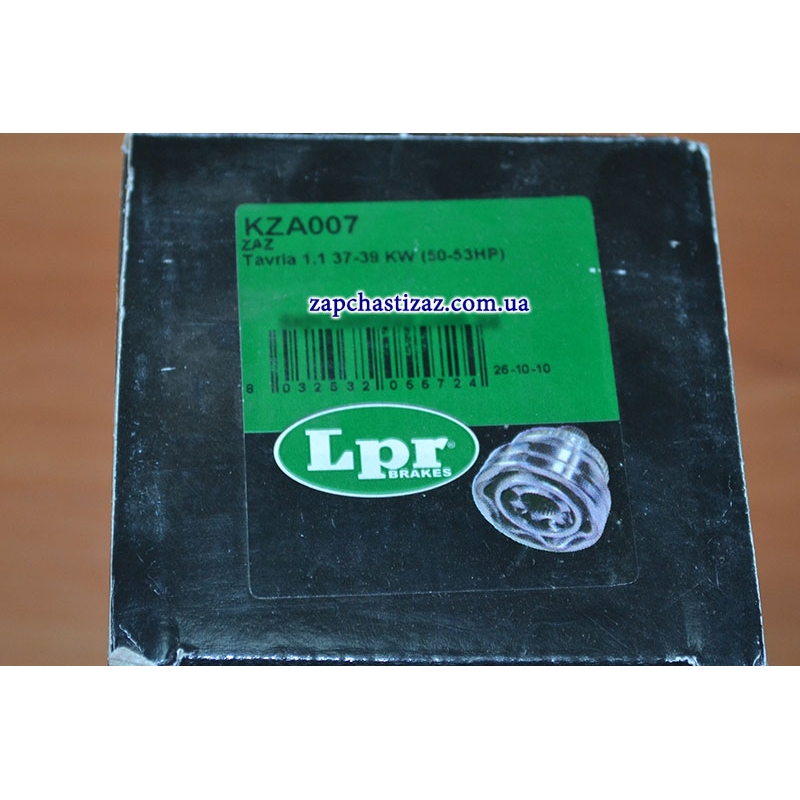 KZA007
ZAZ
Tavria 1.1 37-39 KW (50-53HP)
zapchastizaz.com.ua
8 032532 066724
26-10-10
Lpr®
BRAKES